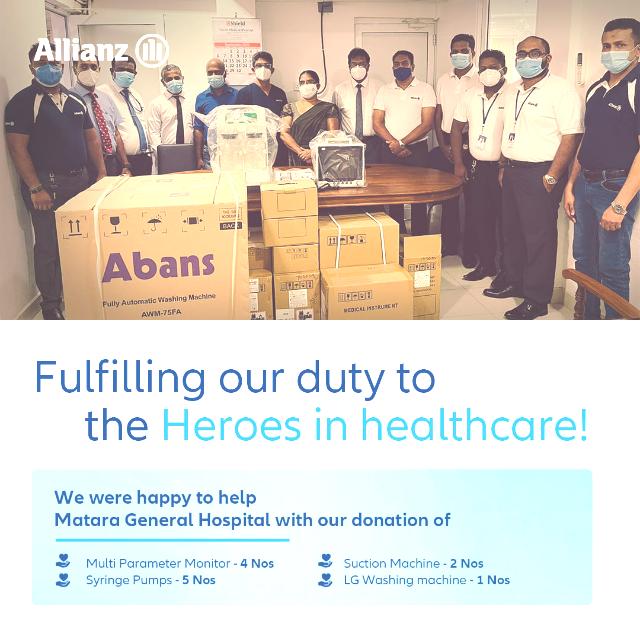 Allianz
Shield
Abans
Fully Automatic Washing Machine
AWM-75FA
MEDICAL INSTRUMENT
Fulfilling our duty to
the Heroes in healthcare!
We were happy to help
Matara General Hospital with our donation of
Multi Parameter Monitor - 4 Nos
Suction Machine - 2 Nos
Syringe Pumps - 5 Nos
LG Washing machine - 1 Nos